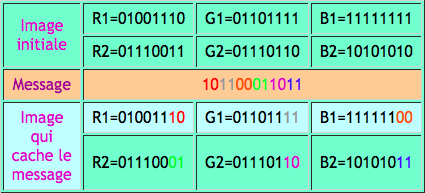 Image
initiale
R1=01001110 G1=01101111 B1=11111111
R2=01110011 G2=01110110 B2=10101010
Message 101100011011
Image
qui
cache le
message
R1=01001110 G1=01101111 B1=11111100
R2=01110001 G2=01110110 B2=10101011